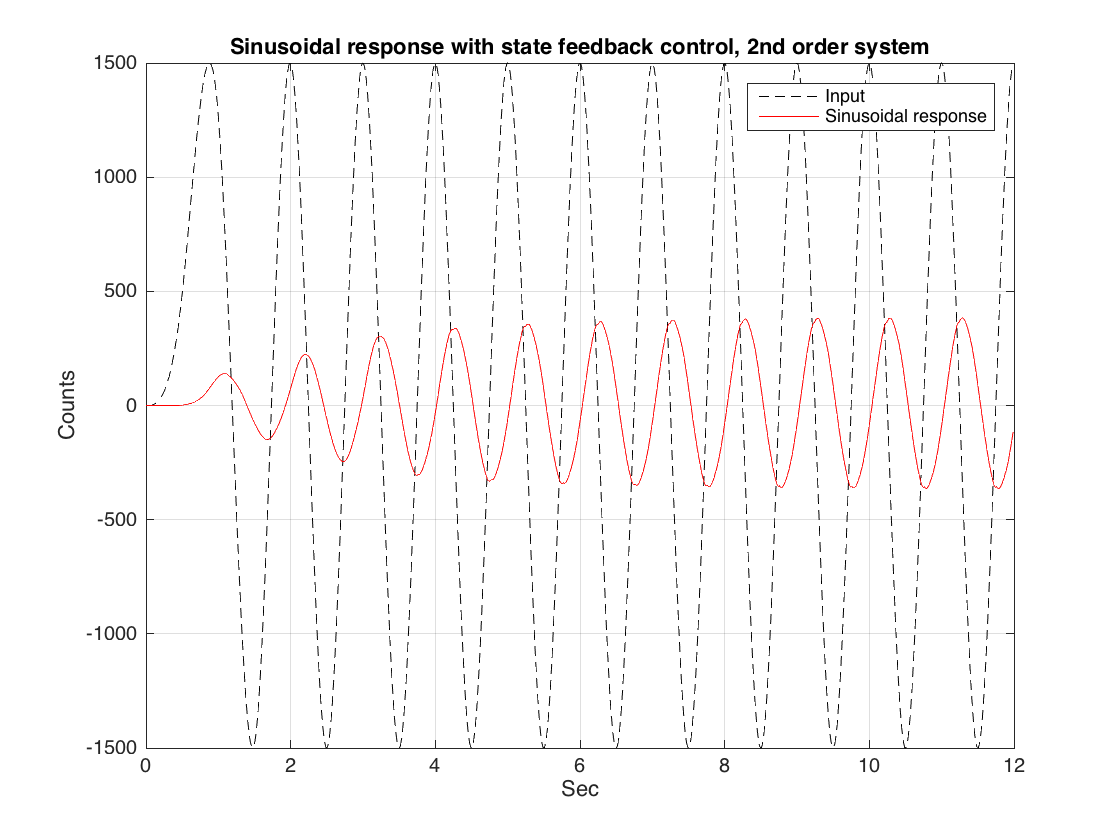 Sinusoidal response with state feedback control, 2nd order system
1500
1000
500
0
-500
-1000
-1500
Counts
Input
Sinusoidal response
0 2 4 6 8 10 12
Sec